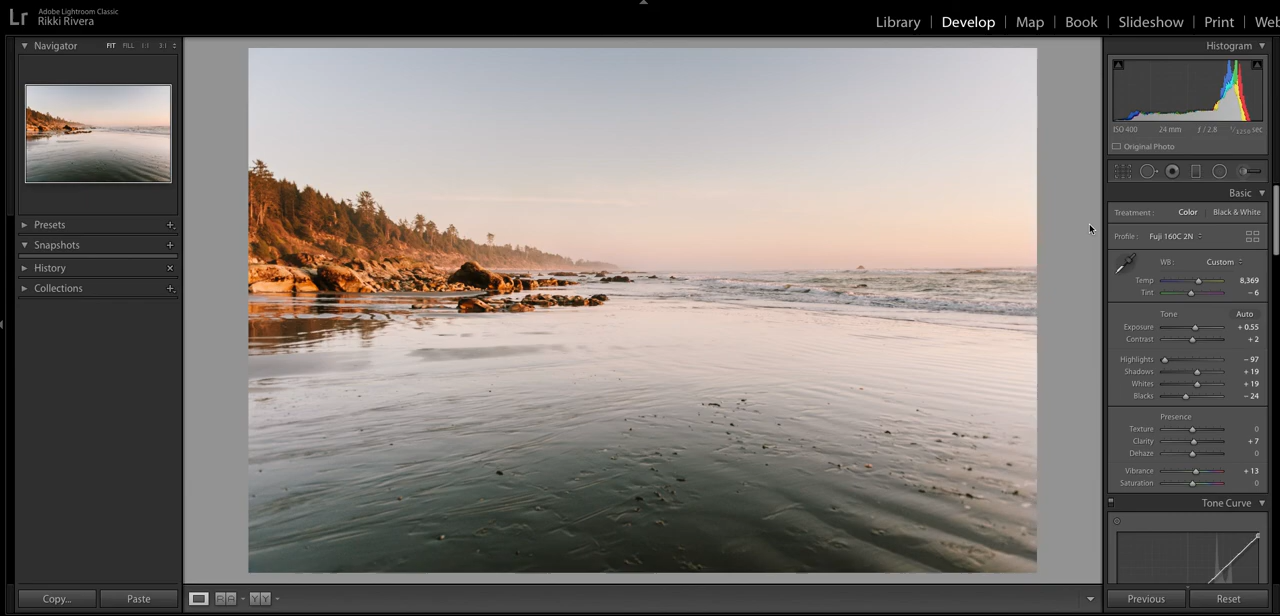 Lr
Adobe Lightroom Classic
Rikki Rivera
Library | Develop | Map | Book | Slideshow | Print | Web
Navigator FIT FILL 1:1 3:1
Presets
Snapshots
History
Collections
Copy... Paste
Histogram
ISO 400 24 mm f / 2.8 1/1250 sec
Original Photo
Basic
Treatment : Color | Black & White
Profile : Fuji 160C 2N
WB : Custom
Temp 8,369
Tint – 6
Tone Auto
Exposure + 0.55
Contrast + 2
Highlights – 97
Shadows + 19
Whites + 19
Blacks – 24
Presence
Texture 0
Clarity + 7
Dehaze 0
Vibrance + 13
Saturation 0
Tone Curve
R A Y Y
Previous Reset